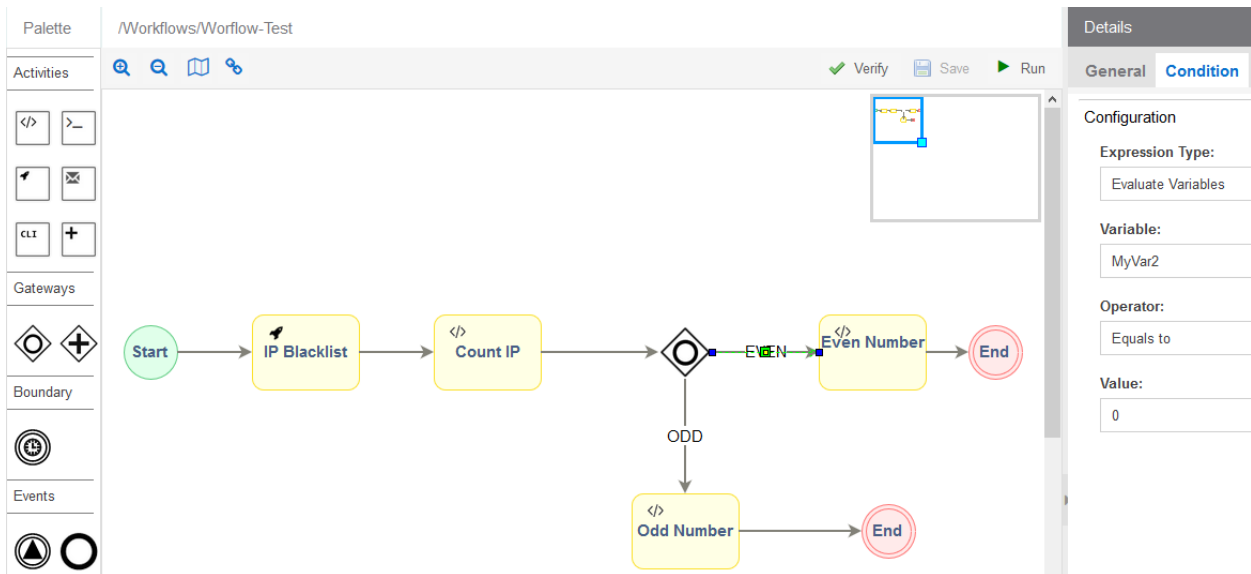 Palette
/Workflows/Worflow-Test
Details
Activities
Verify
Save
Run
General
Condition
</>
>_
CLI
Configuration
Expression Type:
Evaluate Variables
Variable:
MyVar2
Operator:
Equals to
Value:
0
Gateways
Boundary
Events
Start
IP Blacklist
</>
Count IP
EVEN
</>
Even Number
End
ODD
</>
Odd Number
End